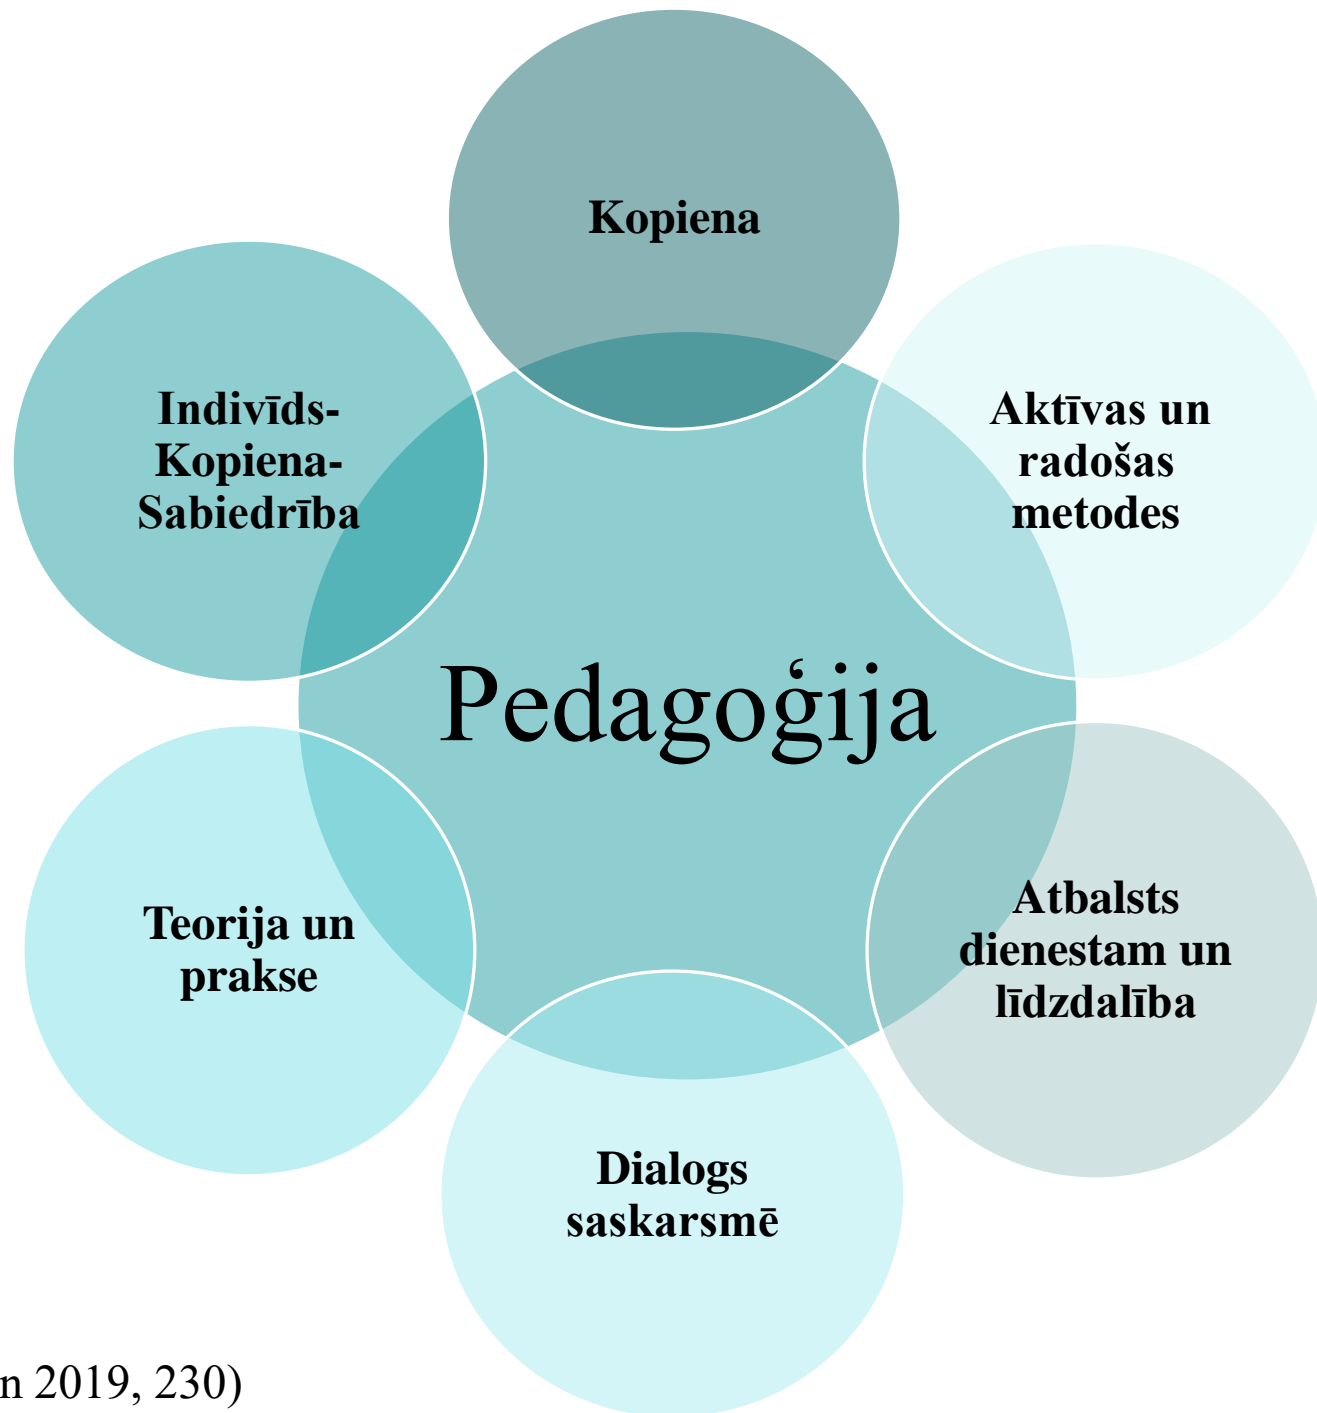 Kopiena
Indivīds-
Kopiena-
Sabiedrība
Aktīvas un
radošas
metodes
Pedagoģija
Teorija un
prakse
Atbalsts
dienestam un
līdzdalība
Dialogs
saskarsmē
n 2019, 230)